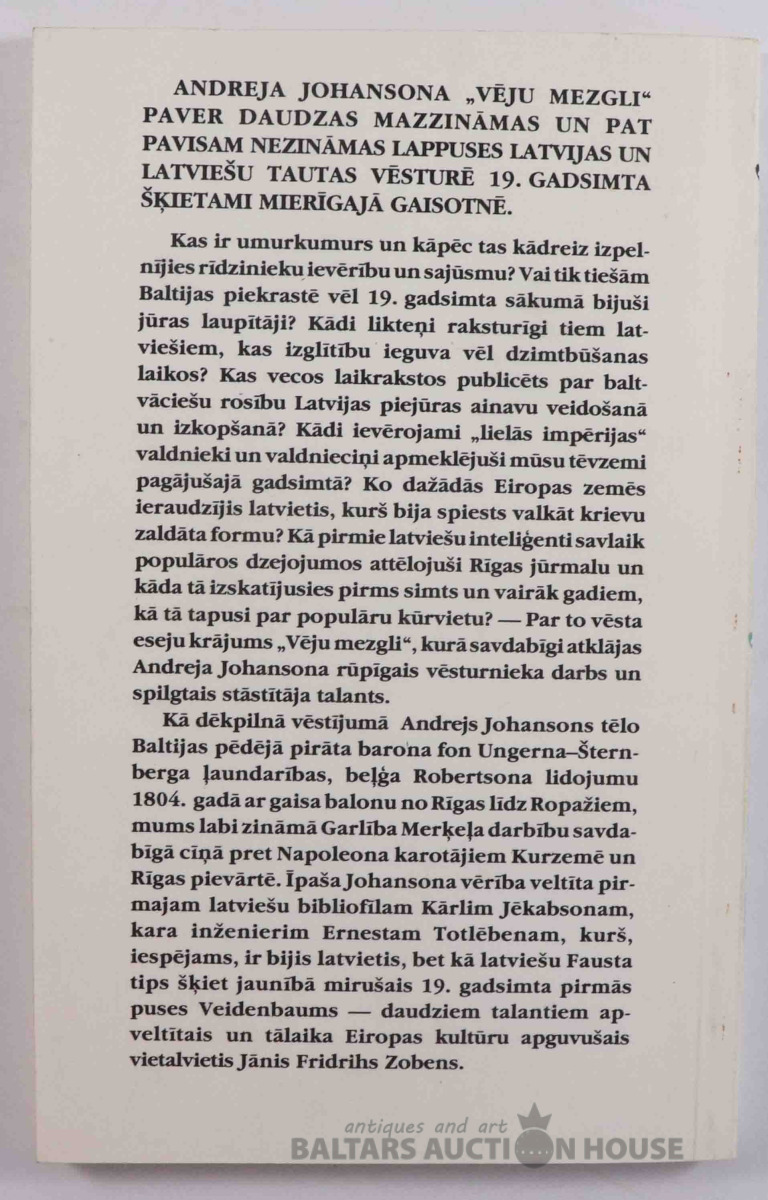 ANDREJA JOHANSONA „VĒJU MEZGLI“
PAVER DAUDZAS MAZZINĀMAS UN PAT
PAVISAM NEZINĀMAS LAPPUSES LATVIJAS UN
LATVIEŠU TAUTAS VĒSTURĒ 19. GADSIMTA
ŠĶIETAMI MIERĪGAJĀ GAISOTNĒ.
Kas ir umurkumurs un kāpēc tas kādreiz izpel-
nījies rīdzinieku ievērību un sajūsmu? Vai tik tiešām
Baltijas piekrastē vēl 19. gadsimta sākumā bijuši
jūras laupītāji? Kādi likteņi raksturīgi tiem lat-
viešiem, kas izglītību ieguva vēl dzimtbūšanas
laikos? Kas vecos laikrakstos publicēts par balt-
vāciešu rosību Latvijas piejūras ainavu veidošanā
un izkopšanā? Kādi ievērojami „lielās impērijas“
valdnieki un valdnieciņi apmeklējuši mūsu tēvzemi
pagājušajā gadsimtā? Ko dažādās Eiropas zemēs
ieraudzījis latvietis, kurš bija spiests valkāt krievu
zaldāta formu? Kā pirmie latviešu inteliģenti savlaik
populāros dzejojumos attēlojuši Rīgas jūrmalu un
kāda tā izskatījusies pirms simts un vairāk gadiem,
kā tā tapusi par populāru kūrvietu? — Par to vēsta
eseju krājums „Vēju mezgli“, kurā savdabīgi atklājas
Andreja Johansona rūpīgais vēsturnieka darbs un
spilgtais stāstītāja talants.
Kā dēkpilnā vēstījumā Andrejs Johansons tēlo
Baltijas pēdējā pirāta barona fon Ungerna–Štern-
berga ļaundarības, beļģa Robertsona lidojumu
1804. gadā ar gaisa balonu no Rīgas līdz Ropažiem,
mums labi zināmā Garlība Merķeļa darbību savda-
bīgā cīņā pret Napoleona karotājiem Kurzemē un
Rīgas pievārtē. Īpaša Johansona vērība veltīta pir-
majam latviešu bibliofīlam Kārlim Jēkabsonam,
kara inženierim Ernestam Totlēbenam, kurš,
iespējams, ir bijis latvietis, bet kā latviešu Fausta
tips šķiet jaunībā mirušais 19. gadsimta pirmās
puses Veidenbaums — daudziem talantiem ap-
veltītais un tālaika Eiropas kultūru apguvušais
vietalvietis Jānis Fridrihs Zobens.
antiques and art
BALTARS AUCTION HOUSE